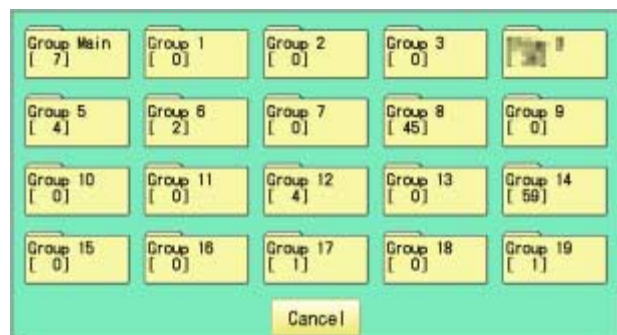 Group Main
[ 7]
Group 1
[ 0]
Group 2
[ 0]
Group 3
[ 0]
Group 5
[ 4]
Group 6
[ 2]
Group 7
[ 0]
Group 8
[ 45]
Group 9
[ 0]
Group 10
[ 0]
Group 11
[ 0]
Group 12
[ 4]
Group 13
[ 0]
Group 14
[ 59]
Group 15
[ 0]
Group 16
[ 0]
Group 17
[ 1]
Group 18
[ 0]
Group 19
[ 1]
Cancel